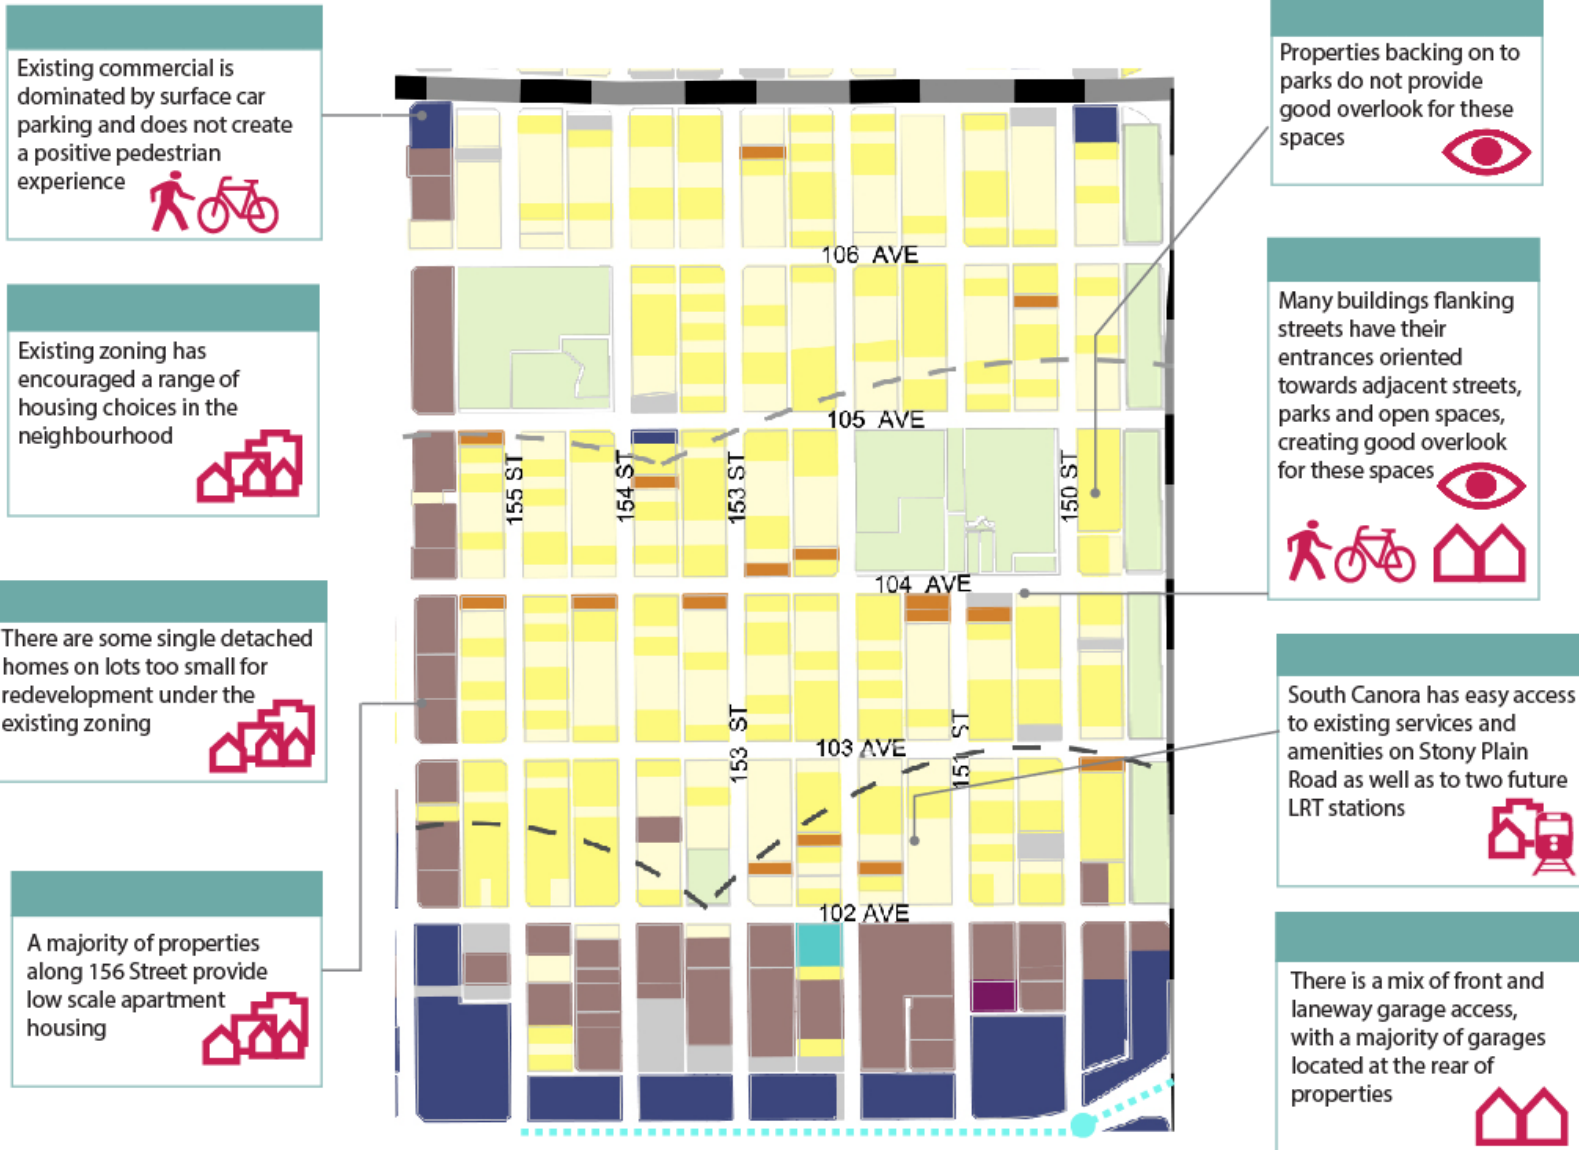 Existing commercial is
dominated by surface car
parking and does not create
a positive pedestrian
experience
Existing zoning has
encouraged a range of
housing choices in the
neighbourhood
There are some single detached
homes on lots too small for
redevelopment under the
existing zoning
A majority of properties
along 156 Street provide
low scale apartment
housing
106 AVE
105 AVE
155 ST
154 ST
153 ST
150 ST
104 AVE
153 ST
151 ST
103 AVE
102 AVE
Properties backing on to
parks do not provide
good overlook for these
spaces
Many buildings flanking
streets have their
entrances oriented
towards adjacent streets,
parks and open spaces,
creating good overlook
for these spaces
South Canora has easy access
to existing services and
amenities on Stony Plain
Road as well as to two future
LRT stations
There is a mix of front and
laneway garage access,
with a majority of garages
located at the rear of
properties